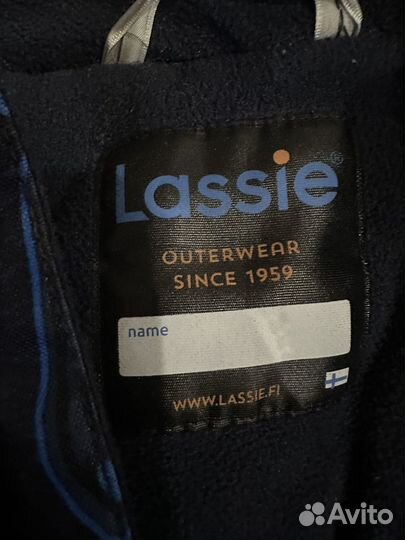 Lassie®
OUTERWEAR
SINCE 1959
name
WWW.LASSIE.FI
Avito